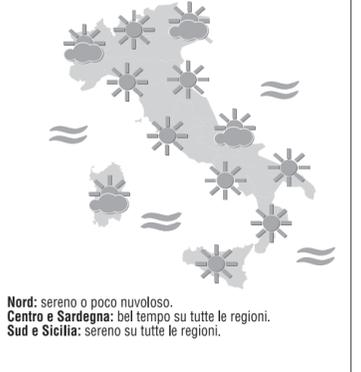 Nord: sereno o poco nuvoloso.
Centro e Sardegna: bel tempo su tutte le regioni.
Sud e Sicilia: sereno su tutte le regioni.